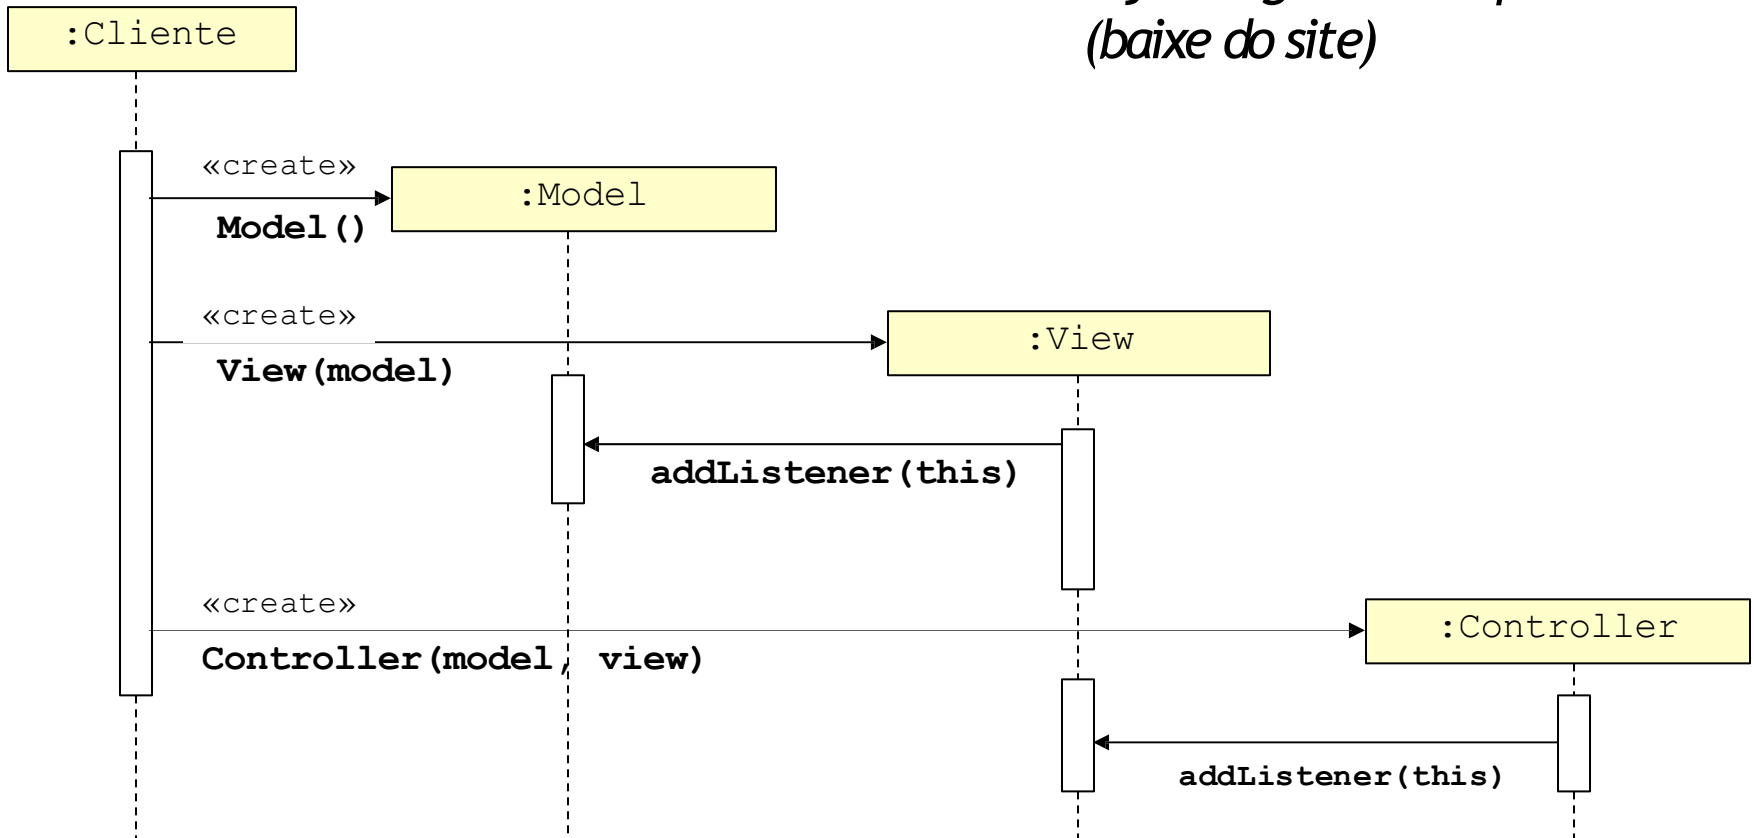 (baixe do site)
:Cliente
«create»
:Model
Model()
«create»
:View
View(model)
addListener(this)
«create»
:Controller
Controller(model, view)
addListener(this)